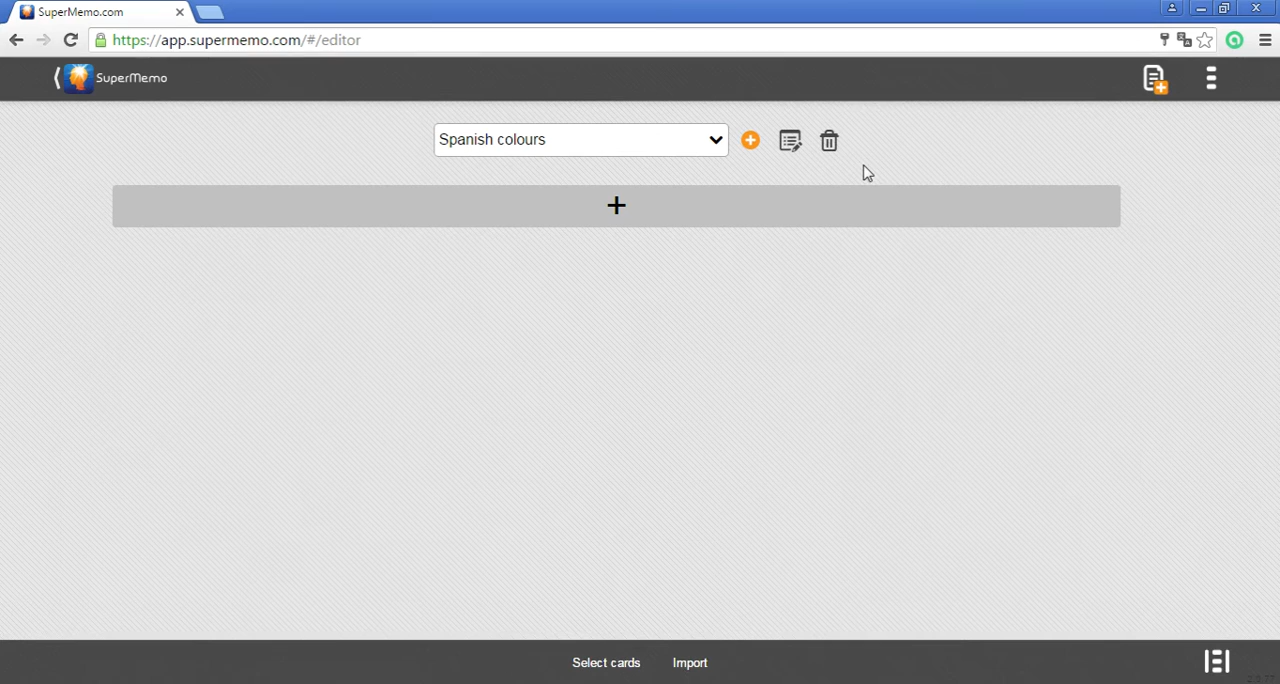 SuperMemo.com
https://app.supermemo.com/#/editor
SuperMemo
Spanish colours
Select cards Import